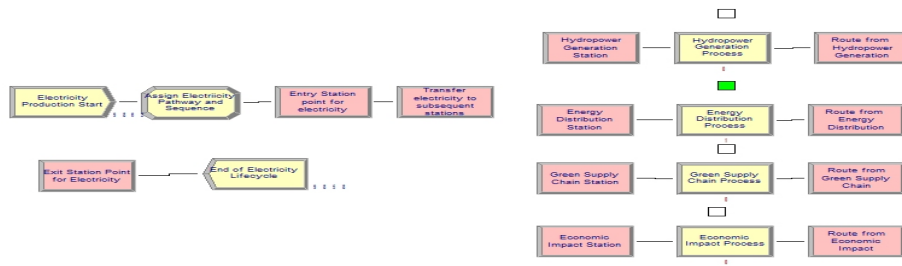 Electricity
Production Start
Assign Electriicity
Pathway and
Sequence
Entry Station
point for
electricity
Transfer
electricity to
subsequent
stations
Exit Station Point
for Electricity
End of Electricity
Lifecycle
Hydropower
Generation
Station
Hydropower
Generation
Process
Route from
Hydropower
Generation
Energy
Distribution
Station
Energy
Distribution
Process
Route from
Energy
Distribution
Green Supply
Chain Station
Green Supply
Chain Process
Route from
Green Supply
Chain
Economic
Impact Station
Economic
Impact Process
Route from
Economic
Impact